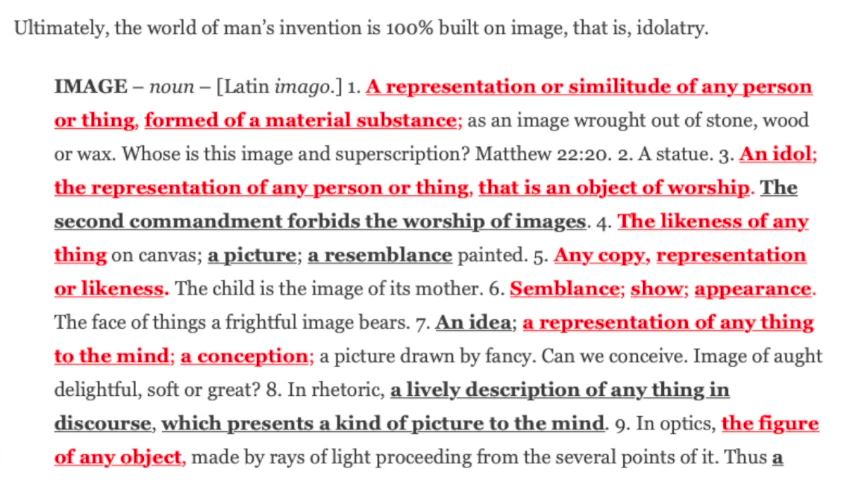 Ultimately, the world of man’s invention is 100% built on image, that is, idolatry.
IMAGE – noun – [Latin imago.] 1. A representation or similitude of any person
or thing, formed of a material substance; as an image wrought out of stone, wood
or wax. Whose is this image and superscription? Matthew 22:20. 2. A statue. 3. An idol;
the representation of any person or thing, that is an object of worship. The
second commandment forbids the worship of images. 4. The likeness of any
thing on canvas; a picture; a resemblance painted. 5. Any copy, representation
or likeness. The child is the image of its mother. 6. Semblance; show; appearance.
The face of things a frightful image bears. 7. An idea; a representation of any thing
to the mind; a conception; a picture drawn by fancy. Can we conceive. Image of aught
delightful, soft or great? 8. In rhetoric, a lively description of any thing in
discourse, which presents a kind of picture to the mind. 9. In optics, the figure
of any object, made by rays of light proceeding from the several points of it. Thus a